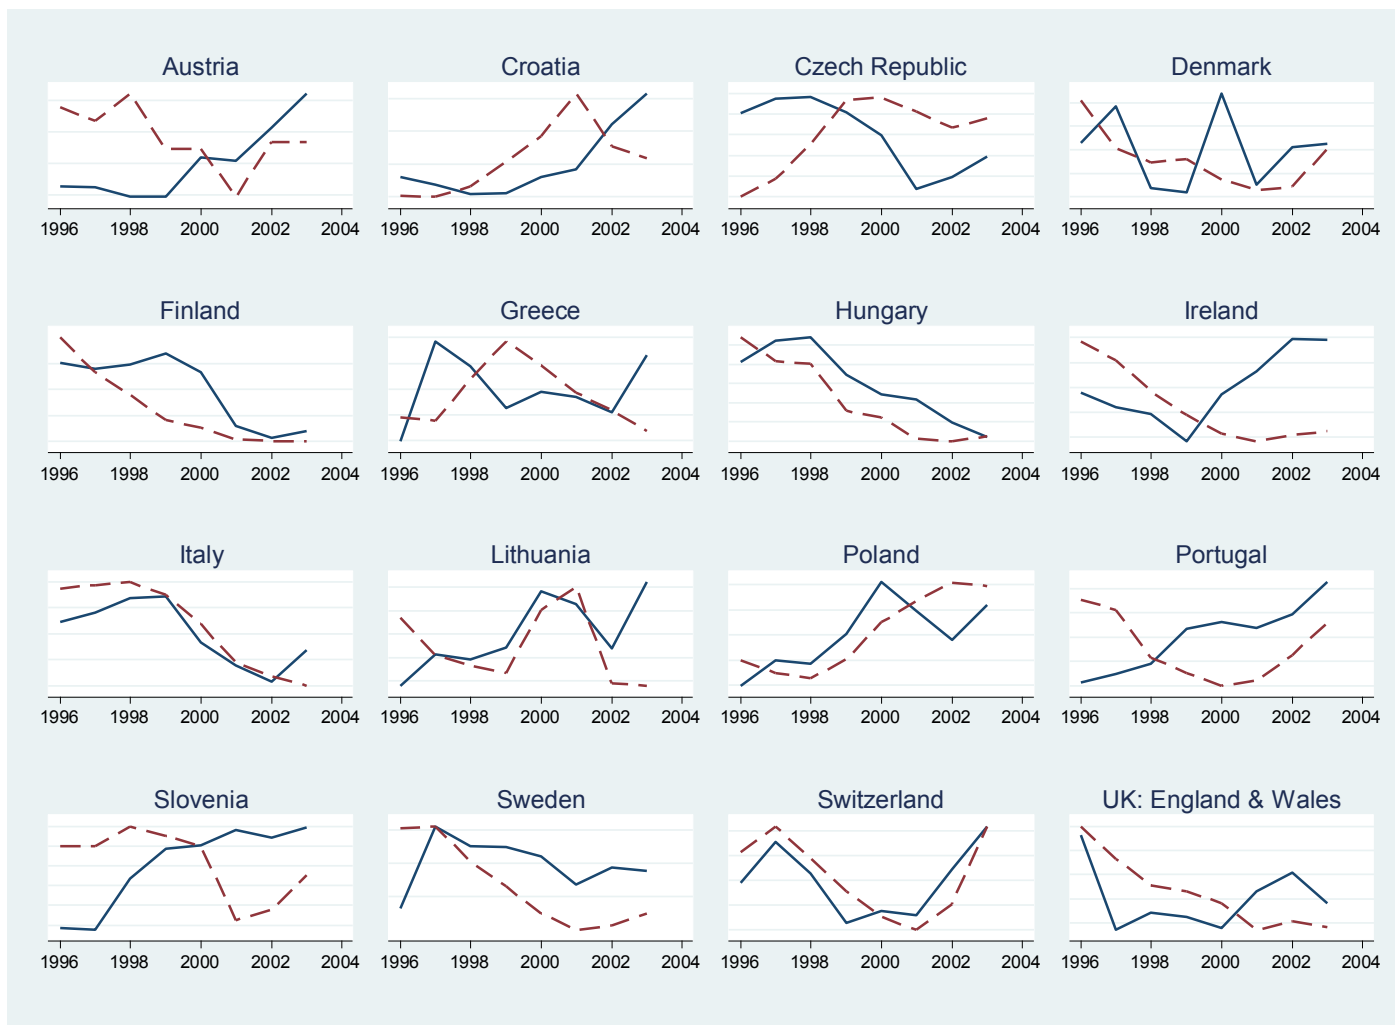 Austria Croatia Czech Republic Denmark
1996 1998 2000 2002 2004 1996 1998 2000 2002 2004 1996 1998 2000 2002 2004 1996 1998 2000 2002 2004
Finland Greece Hungary Ireland
1996 1998 2000 2002 2004 1996 1998 2000 2002 2004 1996 1998 2000 2002 2004 1996 1998 2000 2002 2004
Italy Lithuania Poland Portugal
1996 1998 2000 2002 2004 1996 1998 2000 2002 2004 1996 1998 2000 2002 2004 1996 1998 2000 2002 2004
Slovenia Sweden Switzerland UK: England & Wales
1996 1998 2000 2002 2004 1996 1998 2000 2002 2004 1996 1998 2000 2002 2004 1996 1998 2000 2002 2004